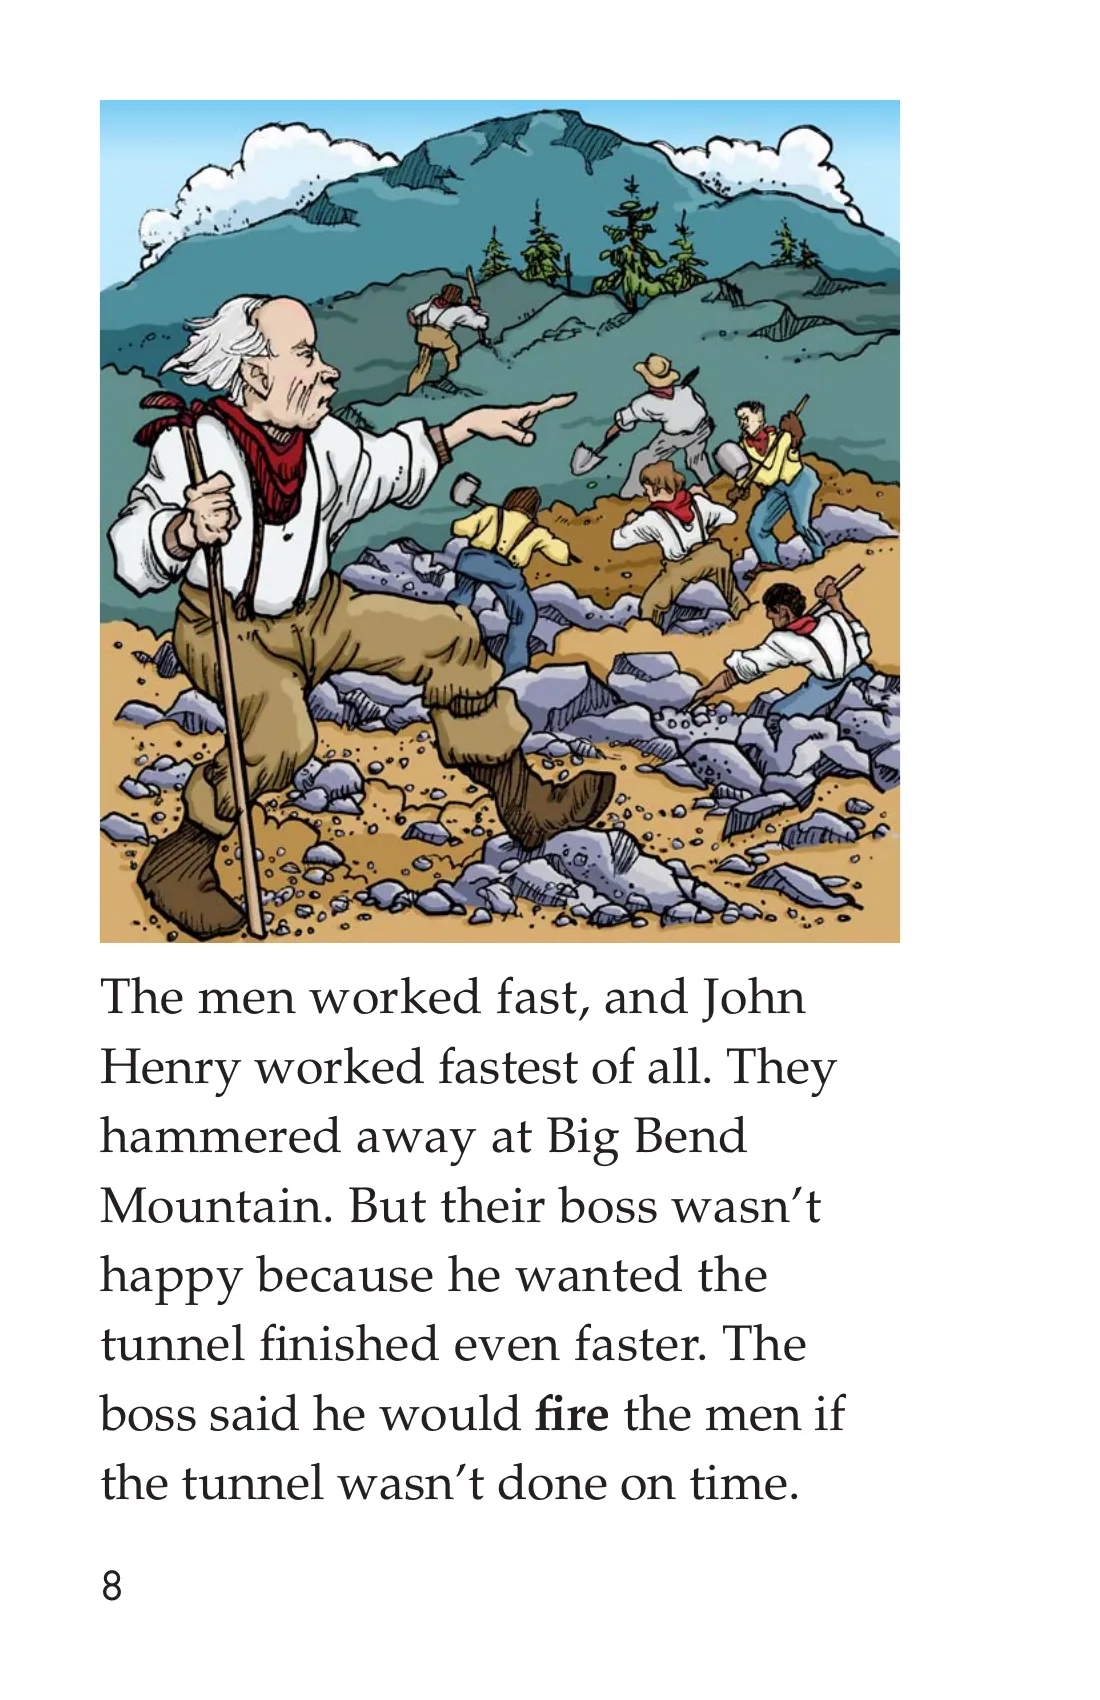 The men worked fast, and John
Henry worked fastest of all. They
hammered away at Big Bend
Mountain. But their boss wasn’t
happy because he wanted the
tunnel finished even faster. The
boss said he would fire the men if
the tunnel wasn’t done on time.
8